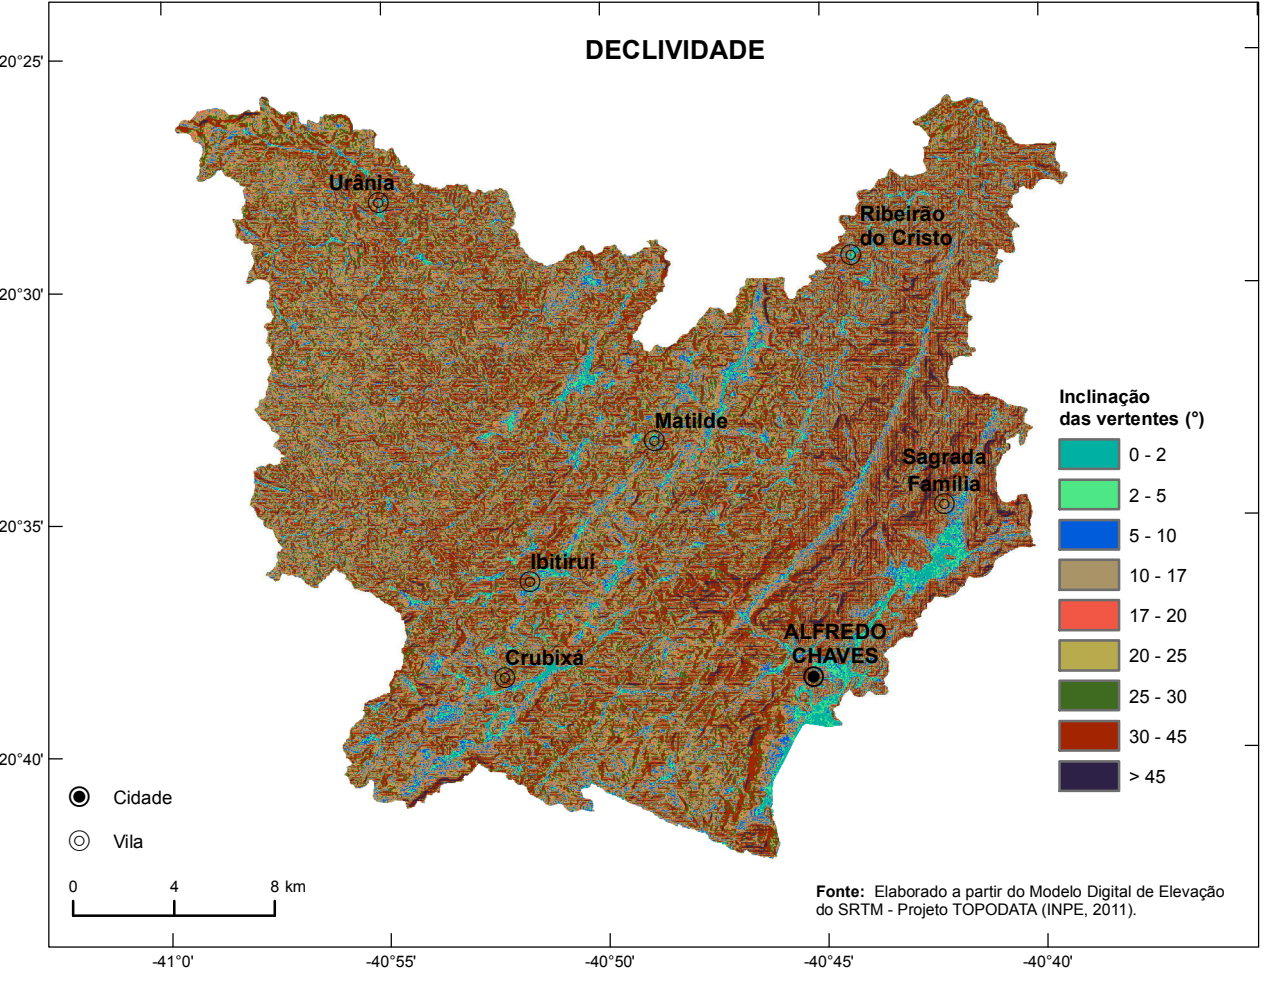 DECLIVIDADE
20°25'
20°30'
20°35'
20°40'
Urânia
Ribeirão
do Cristo
Matilde
Sagrada
Família
Ibitiruí
ALFREDO
CHAVES
Crubixá
Inclinação
das vertentes (°)
0 - 2
2 - 5
5 - 10
10 - 17
17 - 20
20 - 25
25 - 30
30 - 45
> 45
Cidade
Vila
0 4 8 km
Fonte: Elaborado a partir do Modelo Digital de Elevação
do SRTM - Projeto TOPODATA (INPE, 2011).
-41°0' -40°55' -40°50' -40°45' -40°40'